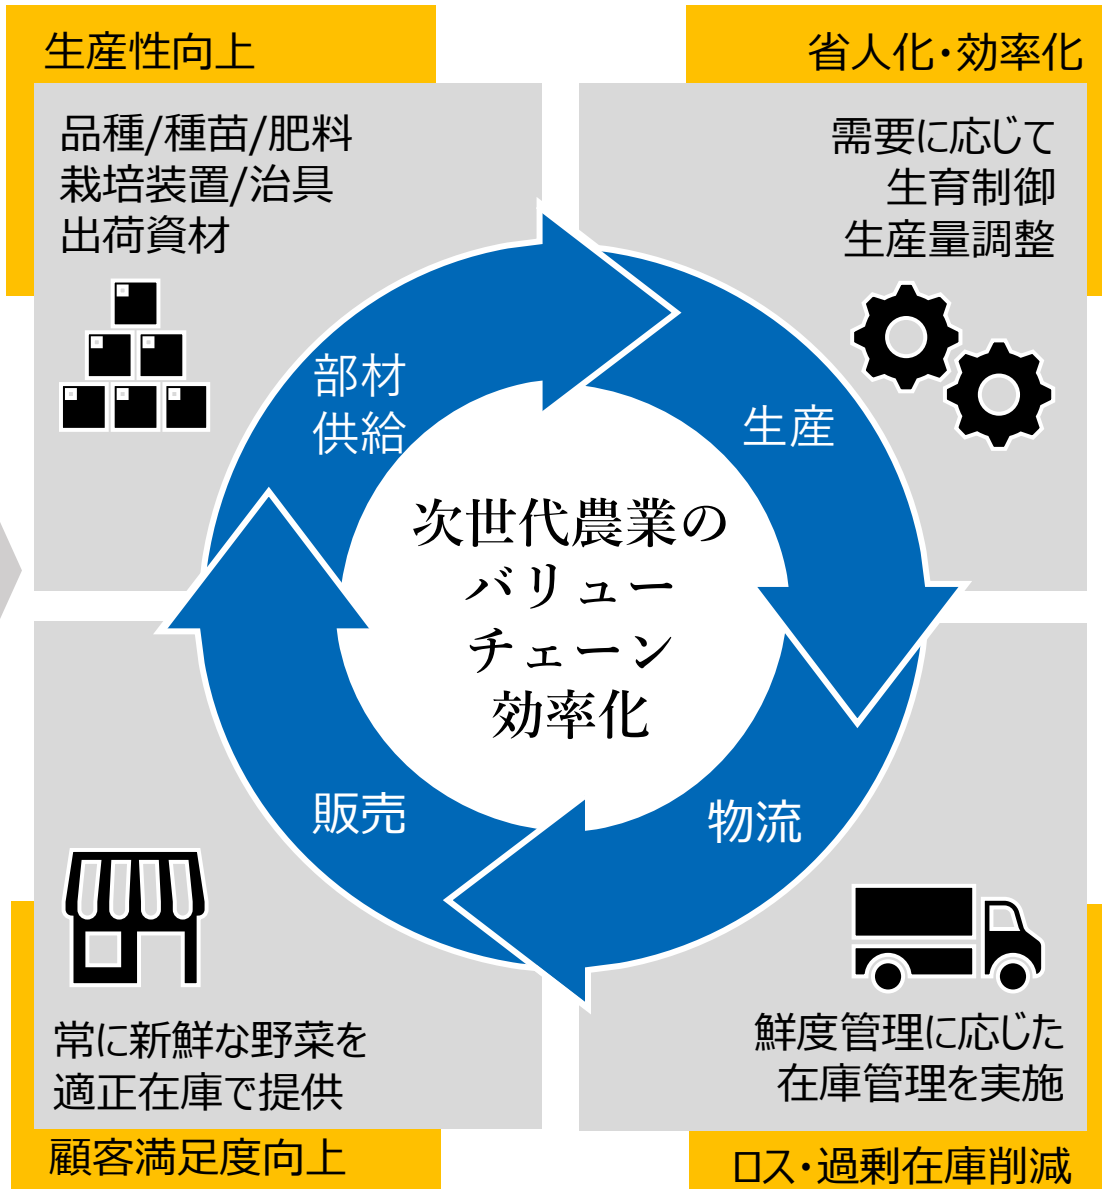 生産性向上
品種/種苗/肥料
栽培装置/治具
出荷資材
省人化・効率化
需要に応じて
生育制御
生産量調整
部材
供給
生産
次世代農業の
バリュー
チェーン
効率化
販売
物流
常に新鮮な野菜を
適正在庫で提供
顧客満足度向上
鮮度管理に応じた
在庫管理を実施
ロス・過剰在庫削減